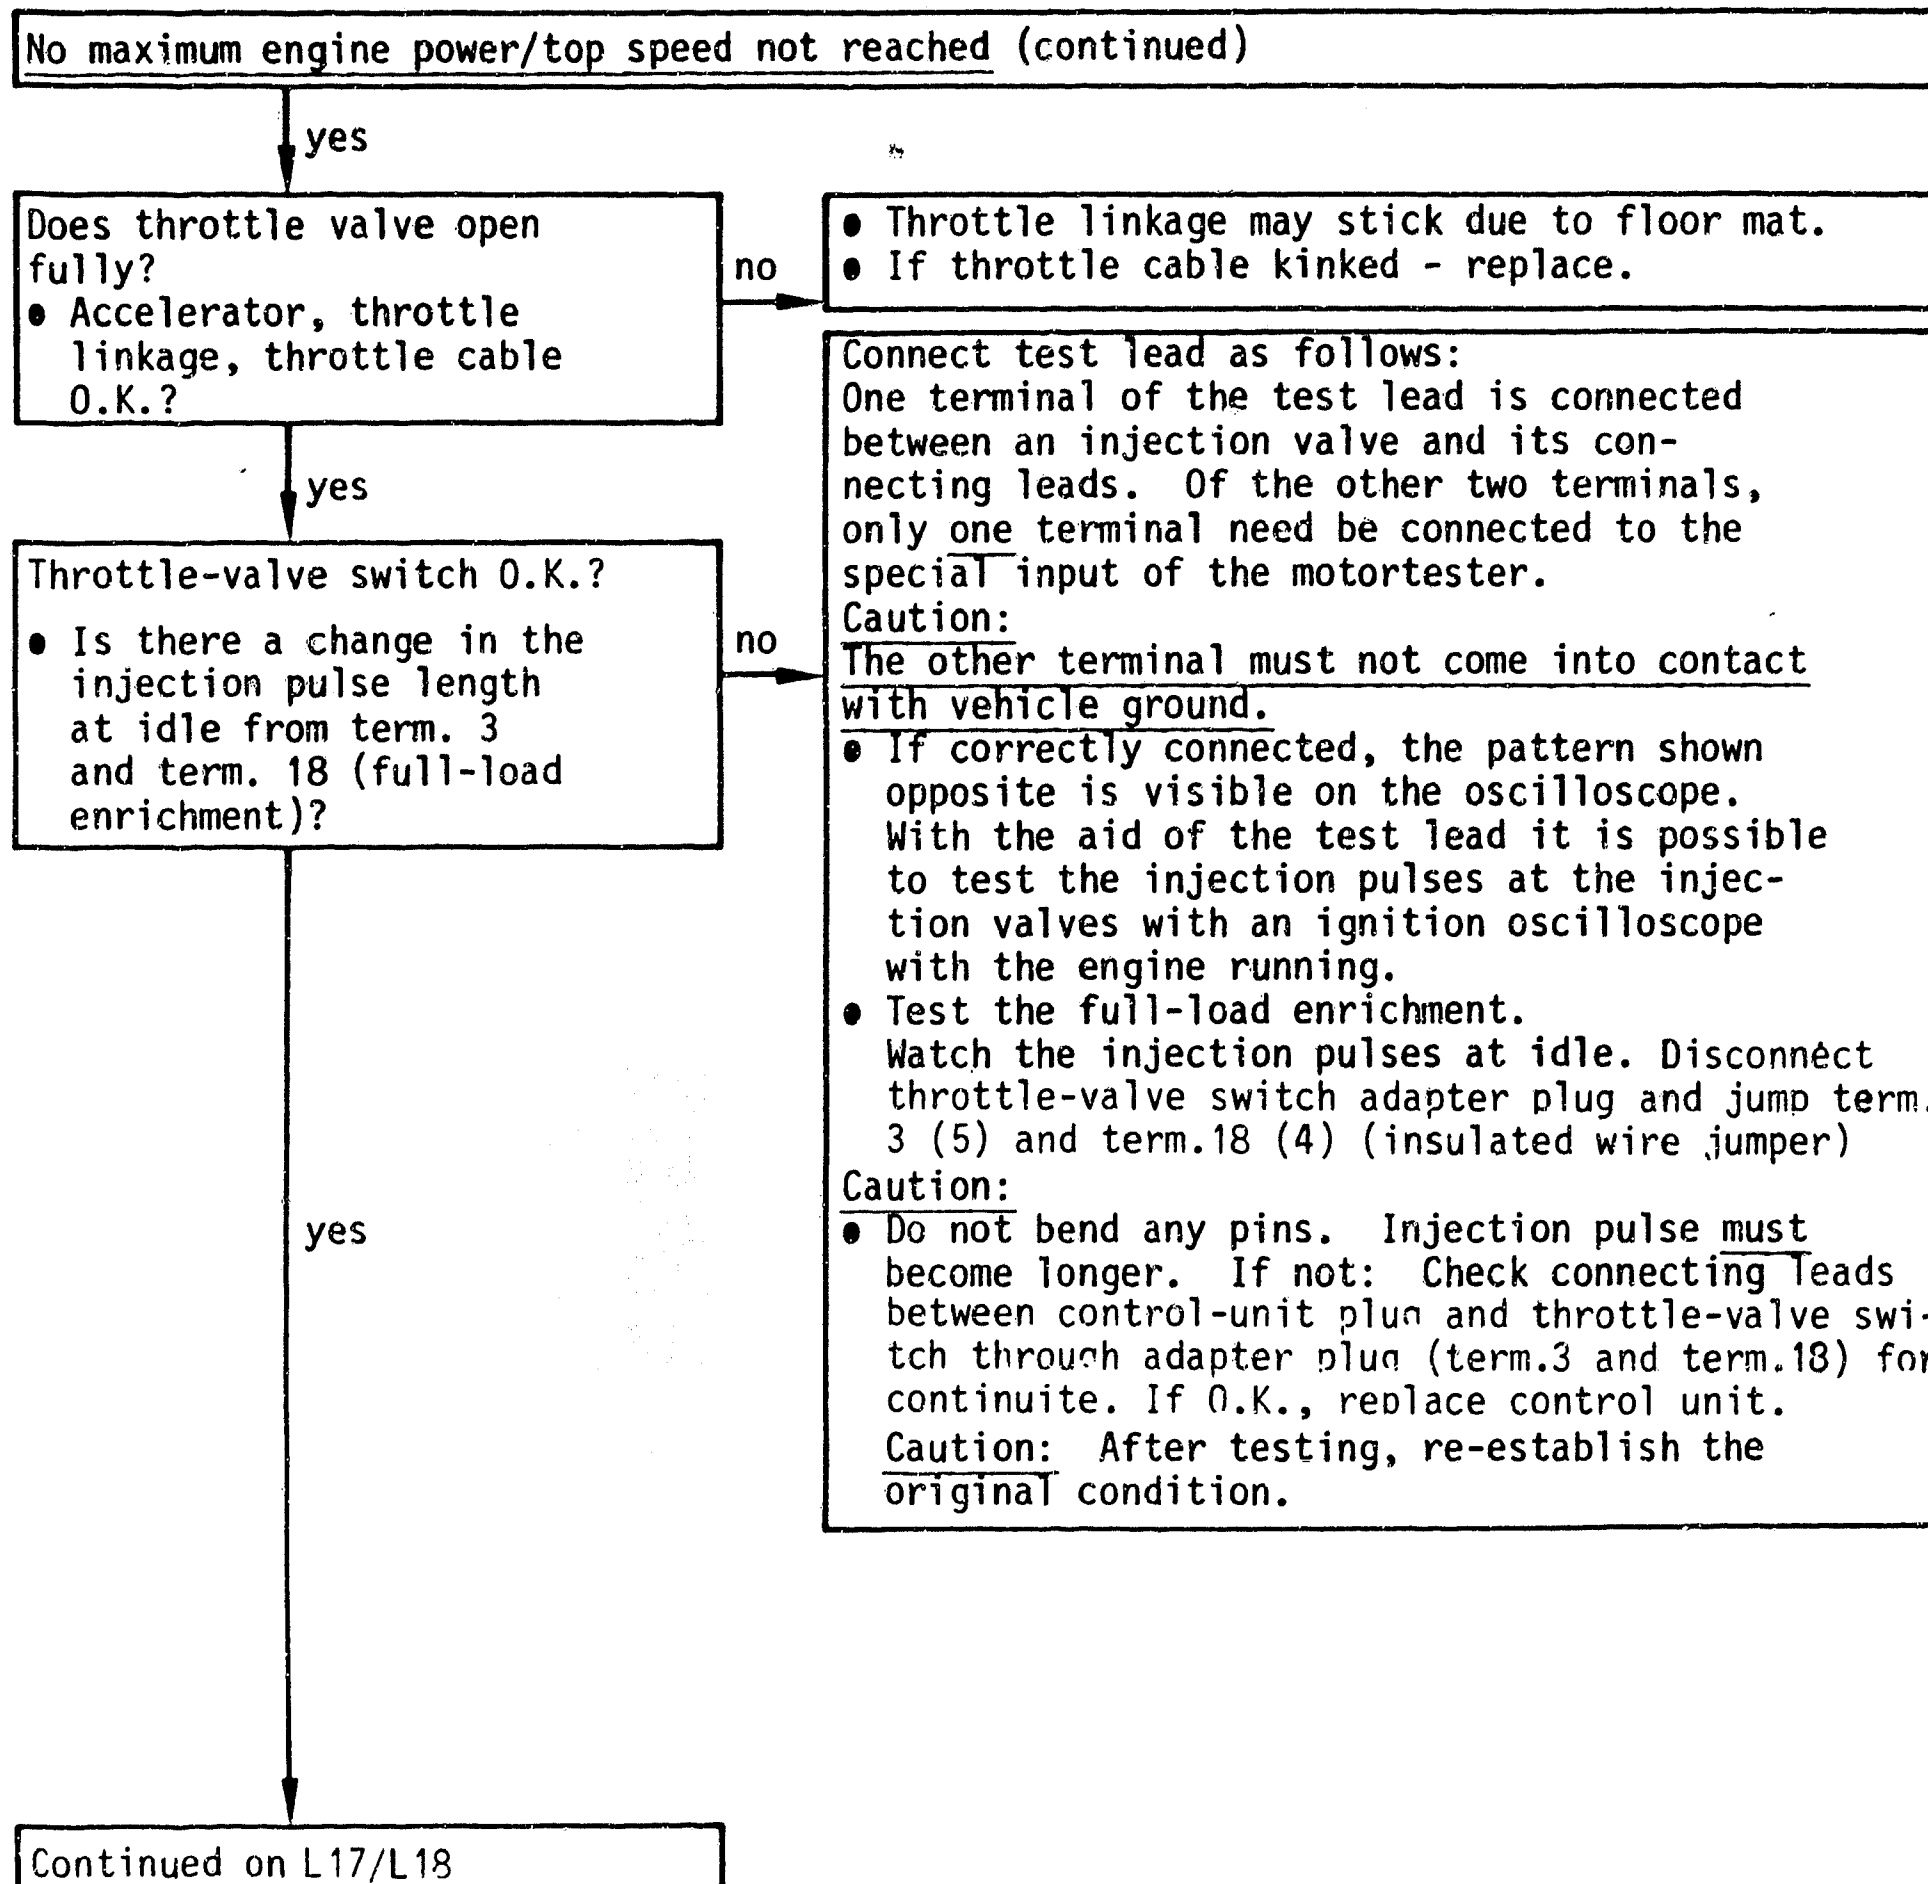 No maximum engine power/top speed not reached (continued)
yes
Does throttle valve open
fully?
● Accelerator, throttle
linkage, throttle cable
O.K.?
no
● Throttle linkage may stick due to floor mat.
● If throttle cable kinked - replace.
yes
Throttle-valve switch O.K.?
● Is there a change in the
injection pulse length
at idle from term. 3
and term. 18 (full-load
enrichment)?
no
Connect test lead as follows:
One terminal of the test lead is connected
between an injection valve and its con-
necting leads. Of the other two terminals,
only one terminal need be connected to the
special input of the motortester.
Caution:
The other terminal must not come into contact
with vehicle ground.
● If correctly connected, the pattern shown
opposite is visible on the oscilloscope.
With the aid of the test lead it is possible
to test the injection pulses at the injec-
tion valves with an ignition oscilloscope
with the engine running.
● Test the full-load enrichment.
Watch the injection pulses at idle. Disconnect
throttle-valve switch adapter plug and jump term.
3 (5) and term.18 (4) (insulated wire jumper)
Caution:
● Do not bend any pins. Injection pulse must
become longer. If not: Check connecting leads
between control-unit plug and throttle-valve swi-
tch through adapter plug (term.3 and term.18) for
continuite. If O.K., replace control unit.
Caution: After testing, re-establish the
original condition.
yes
Continued on L17/L18